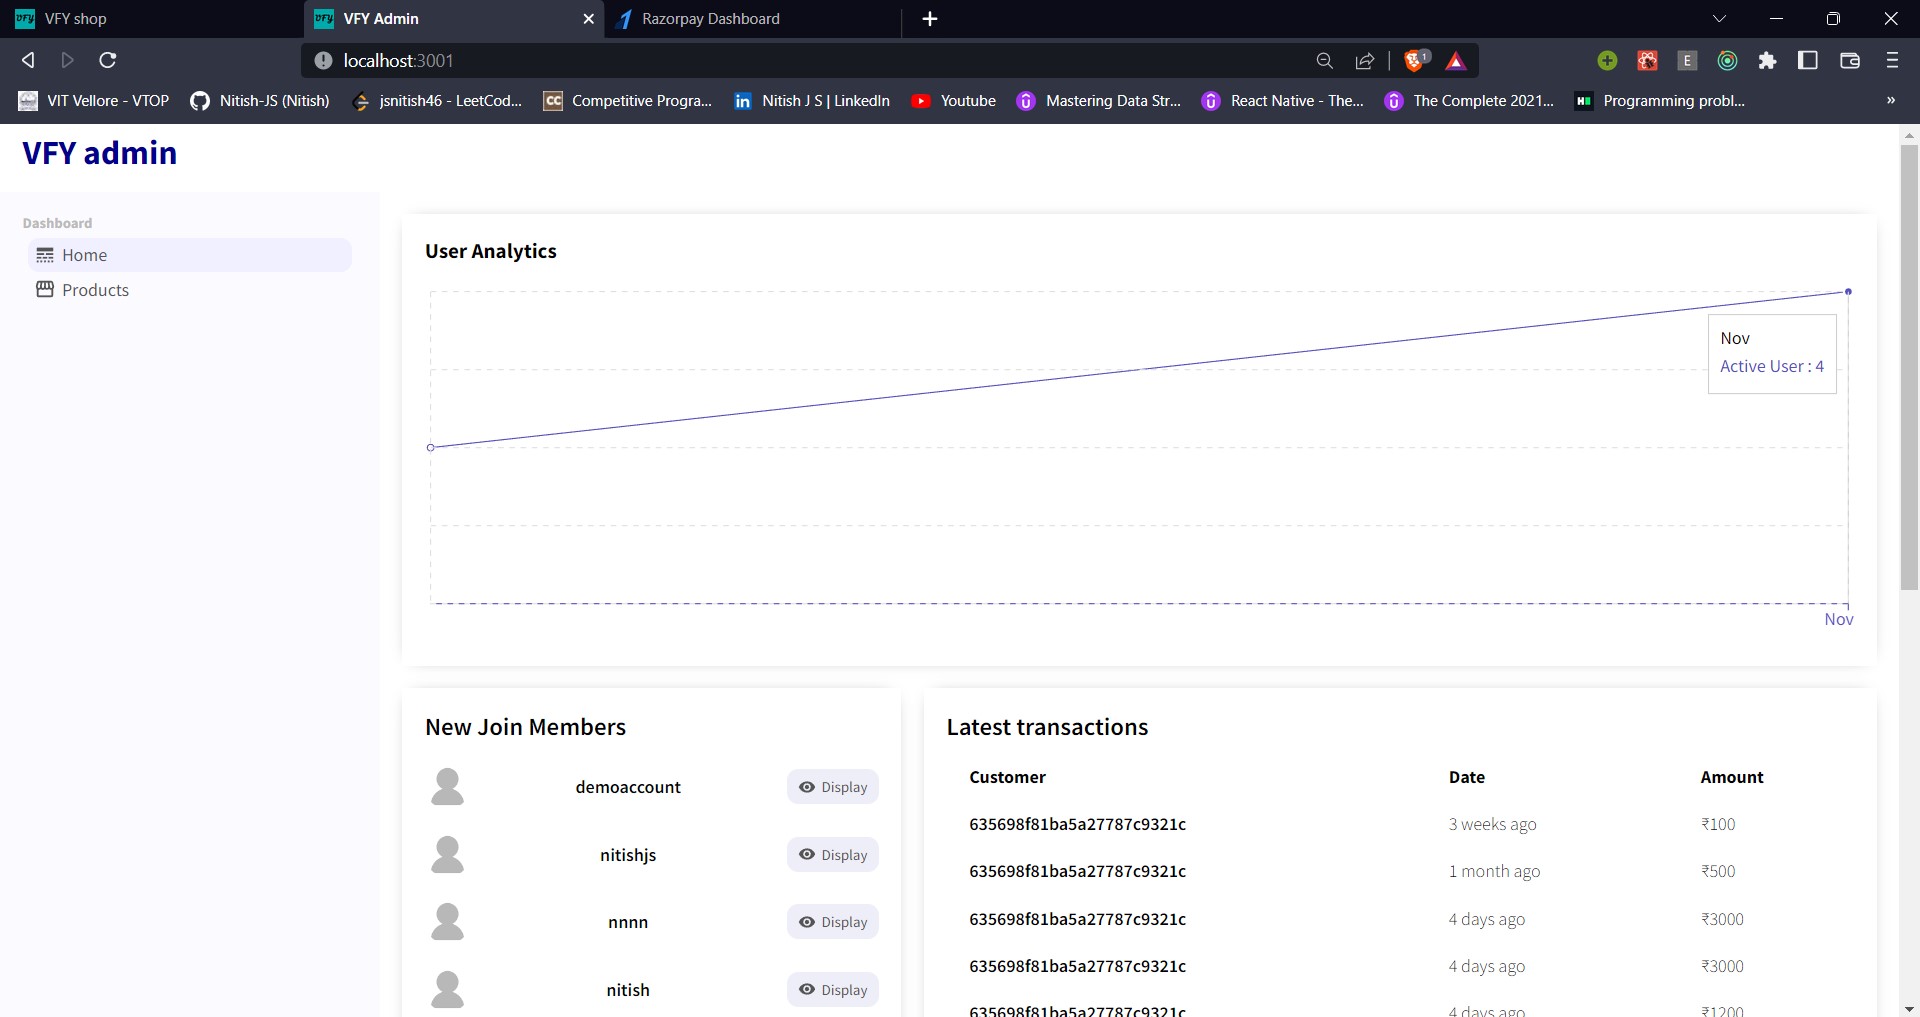 VFY shop
VFY Admin
Razorpay Dashboard
localhost:3001
1
E
VIT Vellore - VTOP
Nitish-JS (Nitish)
jsnitish46 - LeetCod...
CC
Competitive Progra...
in
Nitish J S | LinkedIn
Youtube
Mastering Data Str...
React Native - The...
The Complete 2021...
Programming probl...
»
VFY admin
Dashboard
Home
Products
User Analytics
Nov
Active User : 4
Nov
New Join Members
demoaccount
Display
nitishjs
Display
nnnn
Display
nitish
Display
Latest transactions
Customer Date Amount
635698f81ba5a27787c9321c 3 weeks ago ₹100
635698f81ba5a27787c9321c 1 month ago ₹500
635698f81ba5a27787c9321c 4 days ago ₹3000
635698f81ba5a27787c9321c 4 days ago ₹3000
635698f81ba5a27787c9321c 4 days ago ₹1200